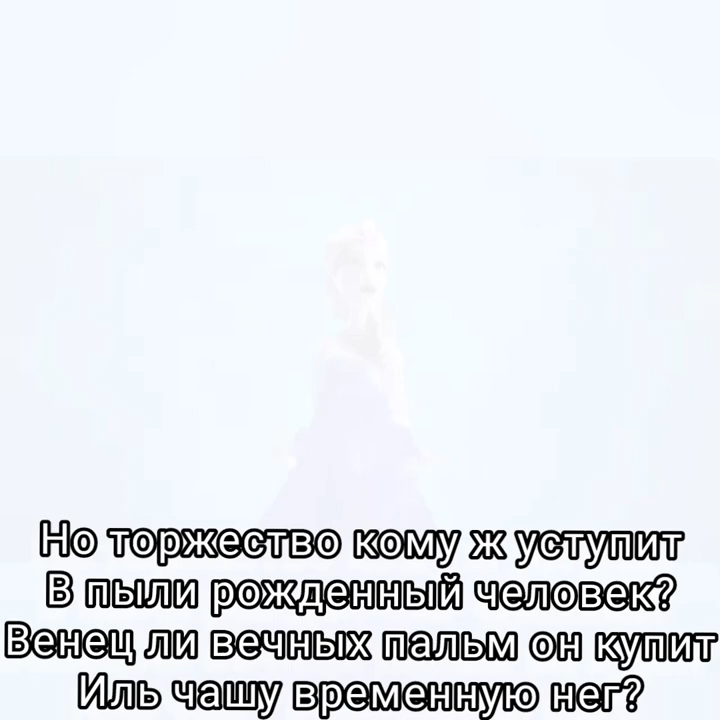 Но торжество кому ж уступит
В пыли рожденный человек?
Венец ли вечных пальм он купит
Иль чашу временную нег?